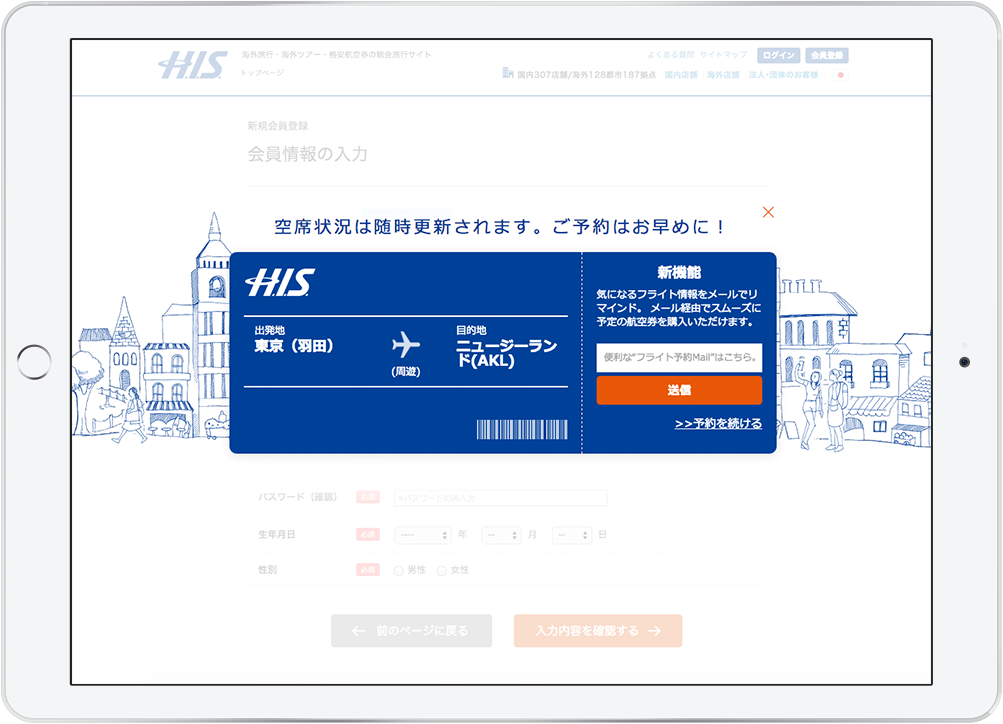 H.I.S.
海外旅行・海外ツアー・格安航空券の総合旅行サイト
トップページ
よくある質問 サイトマップ ログイン 会員登録
国内307店舗/海外128都市187拠点 国内店舗 海外店舗 法人・団体のお客様
新規会員登録
会員情報の入力
空席状況は随時更新されます。ご予約はお早めに！
H.I.S.
出発地
東京（羽田）
(周遊)
目的地
ニュージーラン
ド(AKL)
新機能
気になるフライト情報をメールでリ
マインド。 メール経由でスムーズに
予定の航空券を購入いただけます。
便利な“フライト予約Mail”はこちら。
送信
>>予約を続ける
パスワード（確認） 必須 ※パスワードの再入力
生年月日 必須 ---- 年 -- 月 -- 日
性別 必須 男性 女性
← 前のページに戻る
入力内容を確認する →